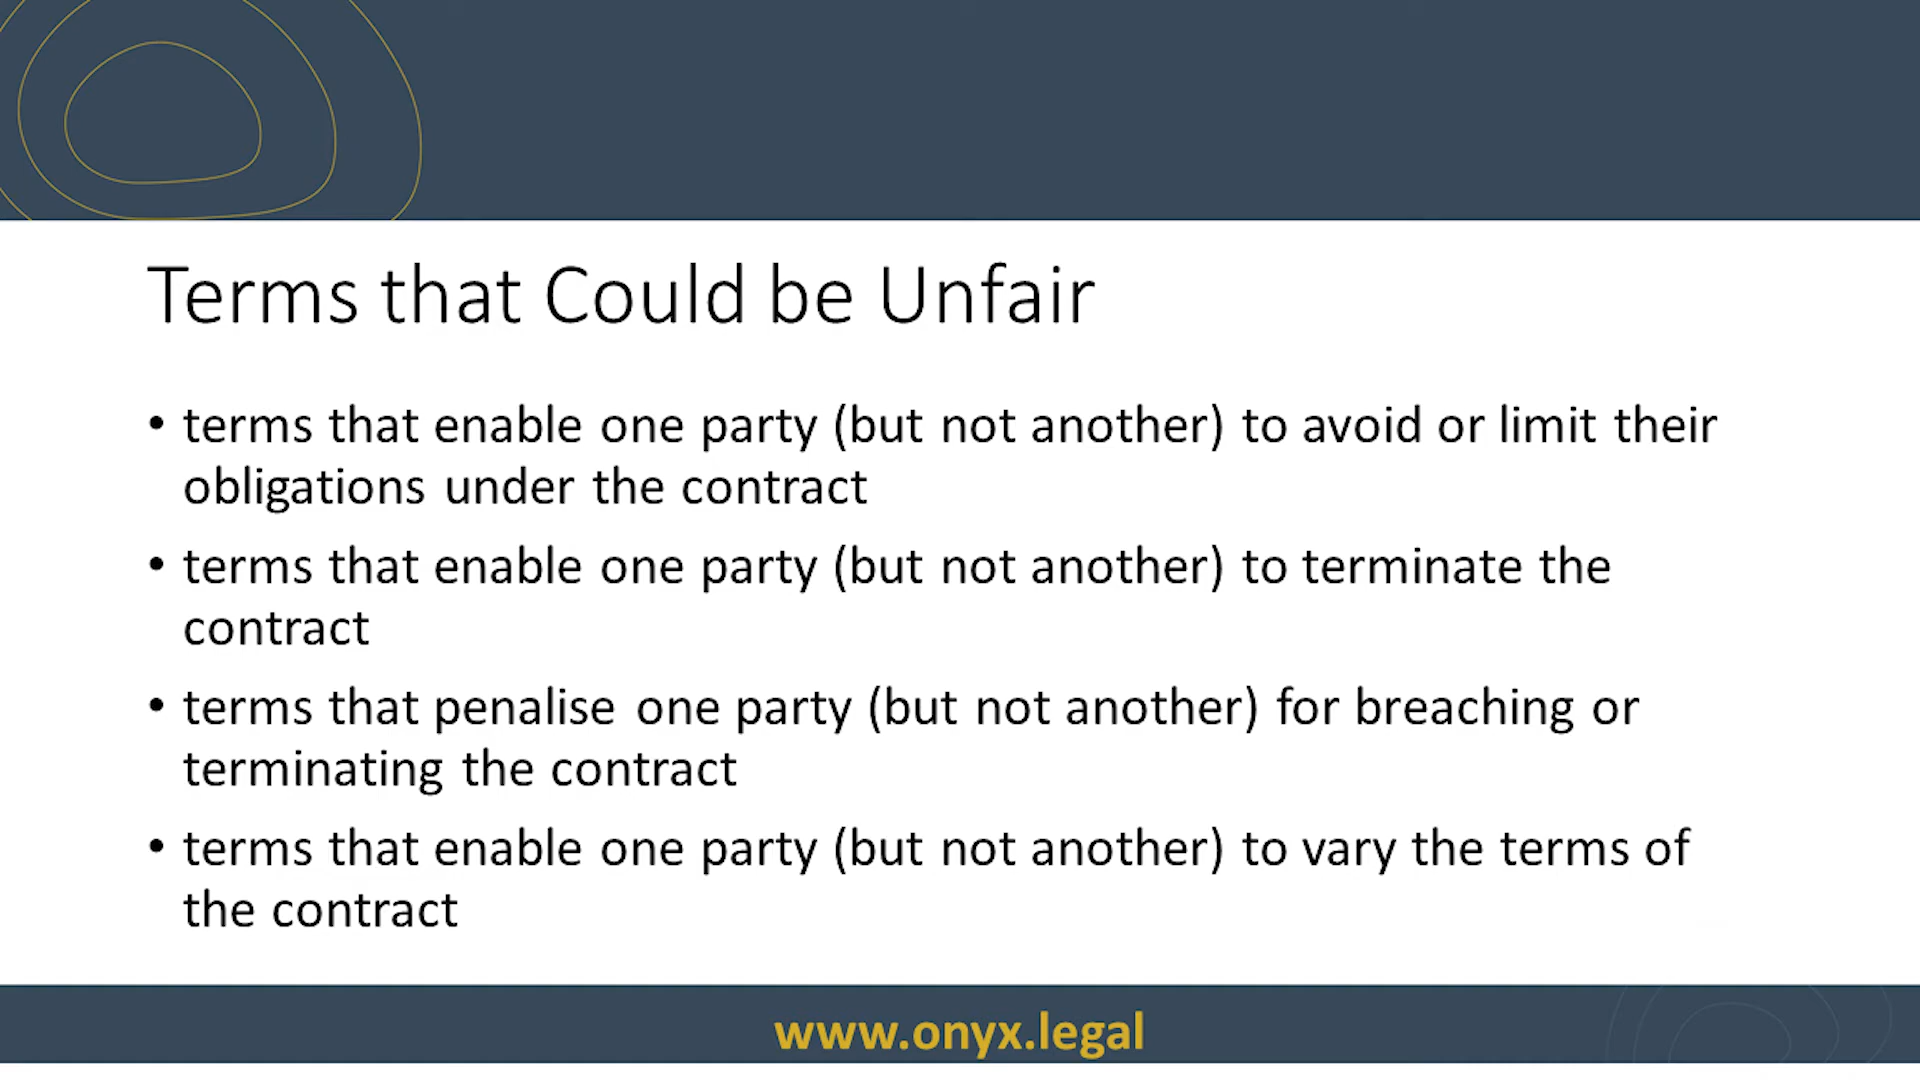 Terms that Could be Unfair
• terms that enable one party (but not another) to avoid or limit their
obligations under the contract
• terms that enable one party (but not another) to terminate the
contract
• terms that penalise one party (but not another) for breaching or
terminating the contract
• terms that enable one party (but not another) to vary the terms of
the contract
www.onyx.legal